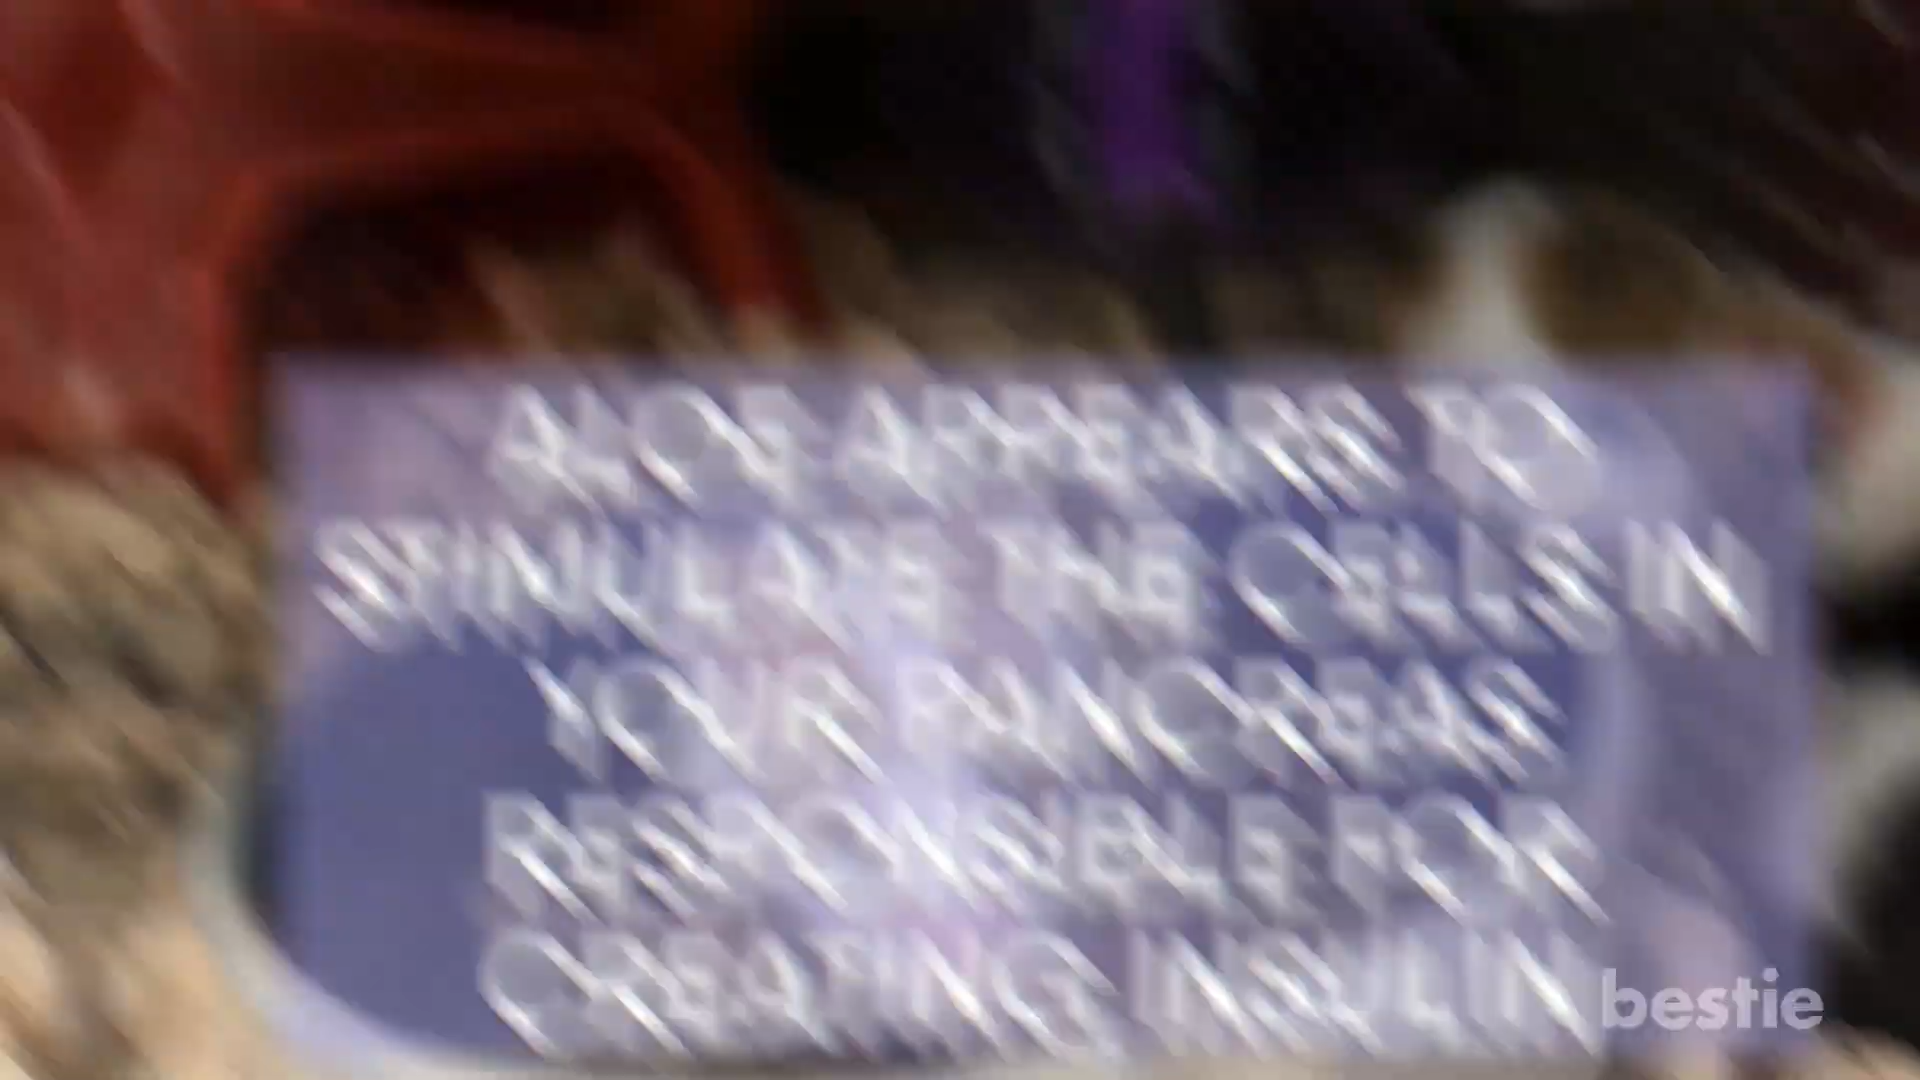 ALOE APPEARS TO
STIMULATE THE CELLS IN
YOUR PANCREAS
RESPONSIBLE FOR
CREATING INSULIN
bestie